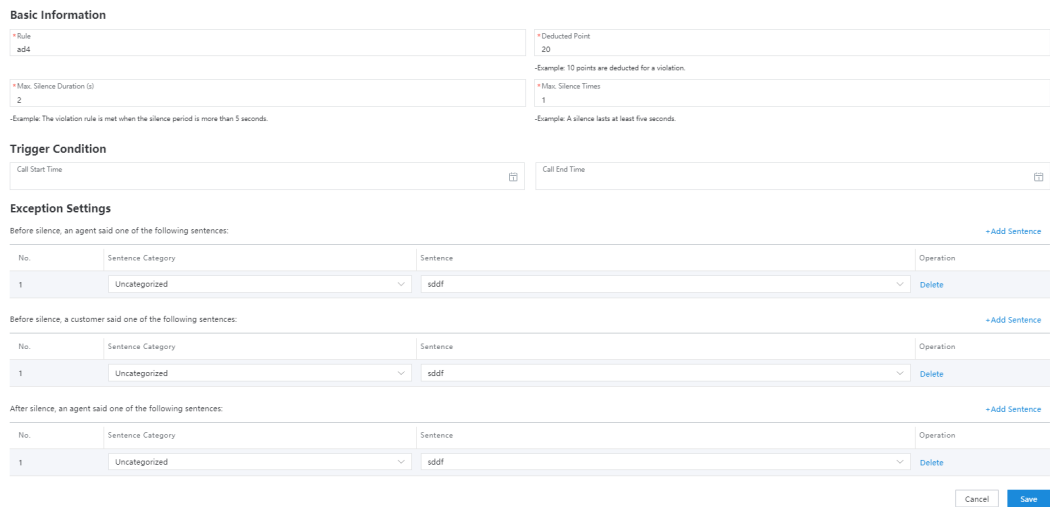 Basic Information
*Rule
ad4
*Deducted Point
20
-Example: 10 points are deducted for a violation.
*Max. Silence Duration (s)
2
-Example: The violation rule is met when the silence period is more than 5 seconds.
*Max. Silence Times
1
-Example: A silence lasts at least five seconds.
Trigger Condition
Call Start Time
Call End Time
Exception Settings
Before silence, an agent said one of the following sentences:
+Add Sentence
No. Sentence Category Sentence Operation
1 Uncategorized sddf Delete
Before silence, a customer said one of the following sentences:
+Add Sentence
No. Sentence Category Sentence Operation
1 Uncategorized sddf Delete
After silence, an agent said one of the following sentences:
+Add Sentence
No. Sentence Category Sentence Operation
1 Uncategorized sddf Delete
Cancel Save